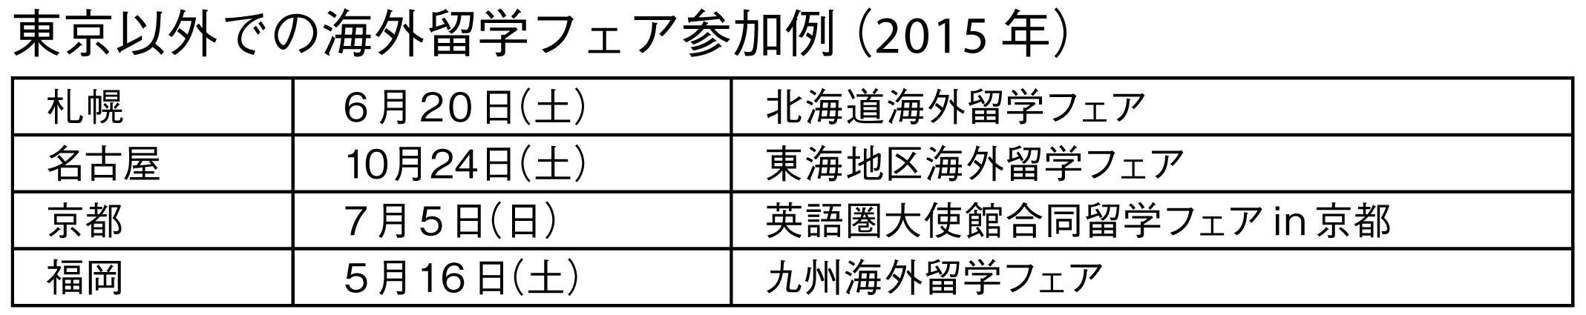 東京以外での海外留学フェア参加例（2015 年）
札幌 6 月 20 日(土) 北海道海外留学フェア
名古屋 10月24日(土) 東海地区海外留学フェア
京都 7 月 5 日(日) 英語圏大使館合同留学フェア in 京都
福岡 5 月 16 日(土) 九州海外留学フェア